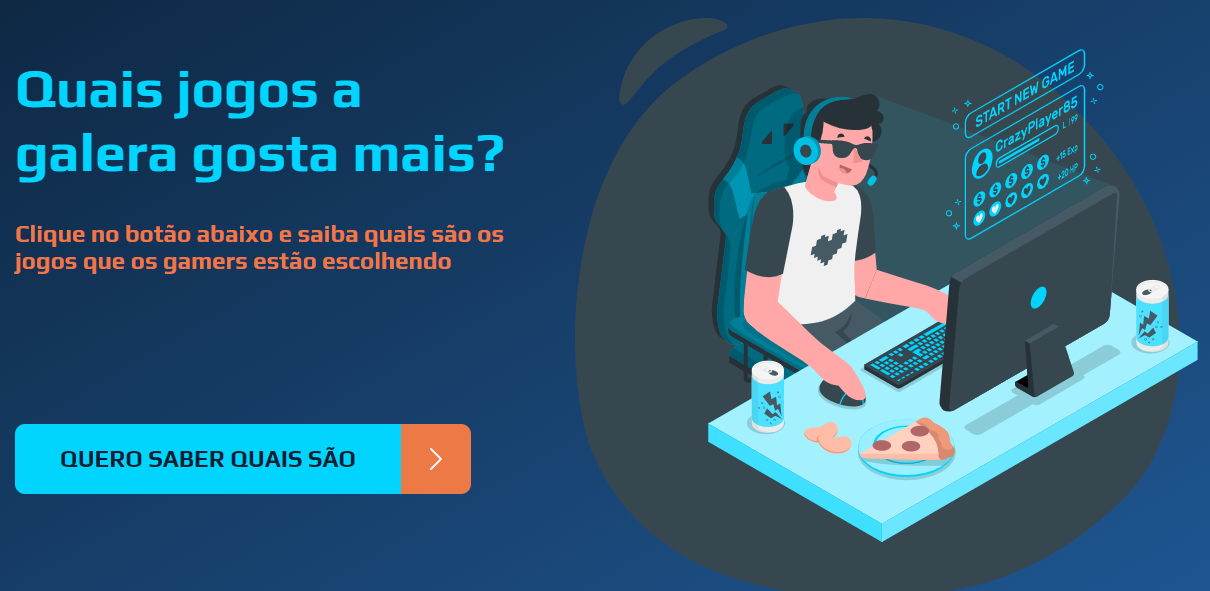 Quais jogos a
galera gosta mais?
Clique no botão abaixo e saiba quais são os
jogos que os gamers estão escolhendo
QUERO SABER QUAIS SÃO
START NEW GAME
CrazyPlayer85
L /99
+15 EXP
+20 HP